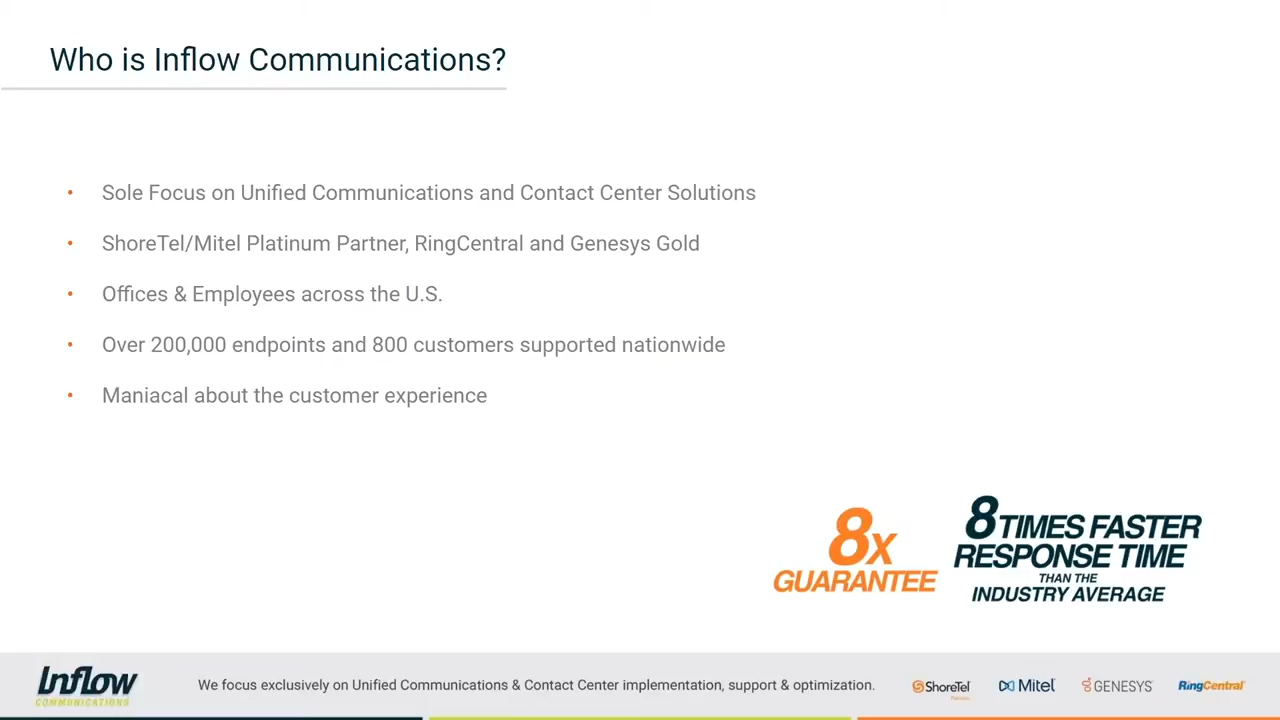 Who is Inflow Communications?
• Sole Focus on Unified Communications and Contact Center Solutions
• ShoreTel/Mitel Platinum Partner, RingCentral and Genesys Gold
• Offices & Employees across the U.S.
• Over 200,000 endpoints and 800 customers supported nationwide
• Maniacal about the customer experience
8x
GUARANTEE
8 TIMES FASTER
RESPONSE TIME
THAN THE
INDUSTRY AVERAGE
Inflow
COMMUNICATIONS
We focus exclusively on Unified Communications & Contact Center implementation, support & optimization.
ShoreTel
Mitel
GENESYS
RingCentral